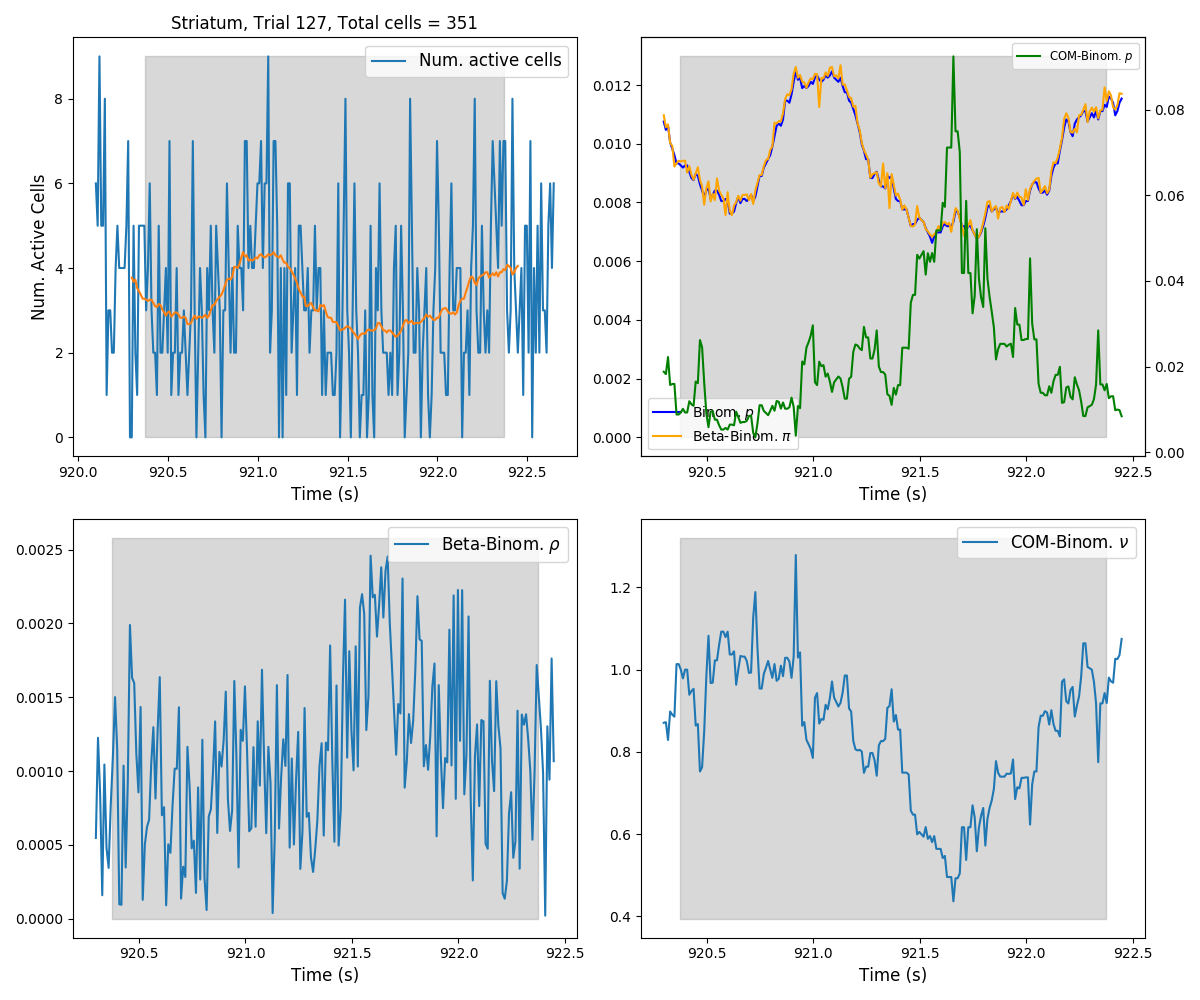 Striatum, Trial 127, Total cells = 351
Num. active cells
Num. Active Cells
8
6
4
2
0
920.0 920.5 921.0 921.5 922.0 922.5
Time (s)
COM-Binom. p
0.012
0.010
0.008
0.006
0.004
0.002
0.000
0.08
0.06
0.04
0.02
0.00
Binom. p
Beta-Binom. π
920.5 921.0 921.5 922.0 922.5
Time (s)
Beta-Binom. ρ
0.0025
0.0020
0.0015
0.0010
0.0005
0.0000
920.5 921.0 921.5 922.0 922.5
Time (s)
COM-Binom. ν
1.2
1.0
0.8
0.6
0.4
920.5 921.0 921.5 922.0 922.5
Time (s)